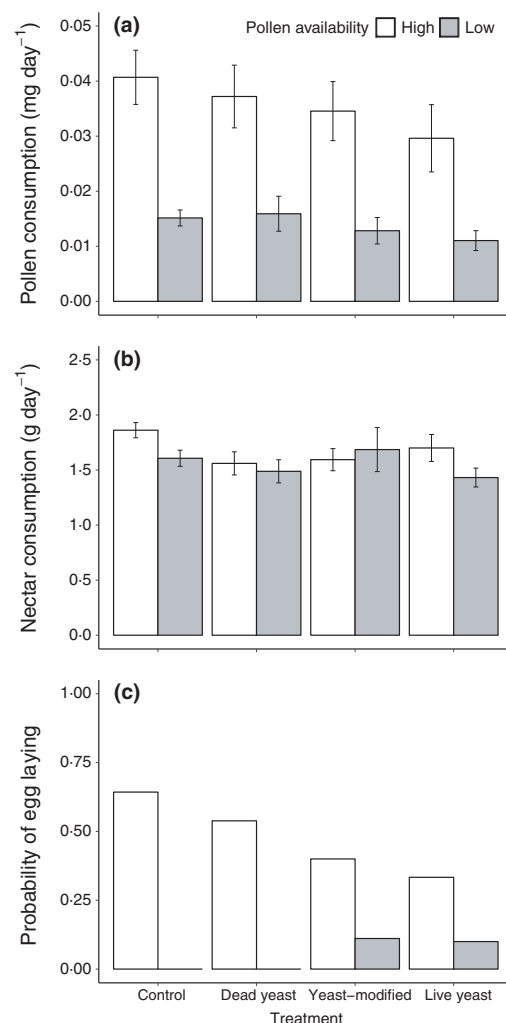 (a)
Pollen availability High Low
Pollen consumption (mg day⁻¹)
0·05
0·04
0·03
0·02
0·01
0·00
(b)
Nectar consumption (g day⁻¹)
2·5
2·0
1·5
1·0
0·5
0·0
(c)
Probability of egg laying
1·00
0·75
0·50
0·25
0·00
Control Dead yeast Yeast–modified Live yeast
Treatment